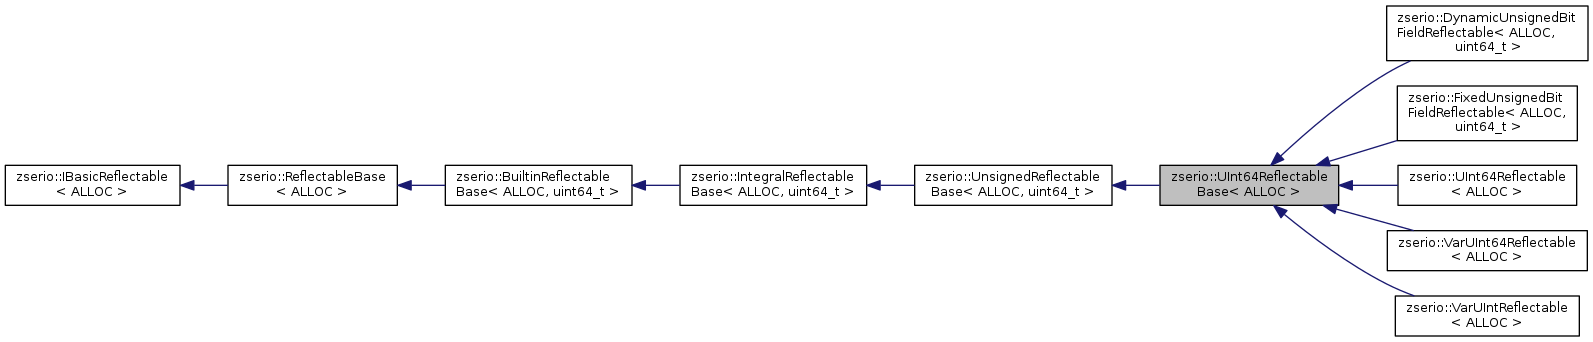 zserio::IBasicReflectable
< ALLOC >
zserio::ReflectableBase
< ALLOC >
zserio::BuiltinReflectable
Base< ALLOC, uint64_t >
zserio::IntegralReflectable
Base< ALLOC, uint64_t >
zserio::UnsignedReflectable
Base< ALLOC, uint64_t >
zserio::UInt64Reflectable
Base< ALLOC >
zserio::DynamicUnsignedBit
FieldReflectable< ALLOC,
uint64_t >
zserio::FixedUnsignedBit
FieldReflectable< ALLOC,
uint64_t >
zserio::UInt64Reflectable
< ALLOC >
zserio::VarUInt64Reflectable
< ALLOC >
zserio::VarUIntReflectable
< ALLOC >